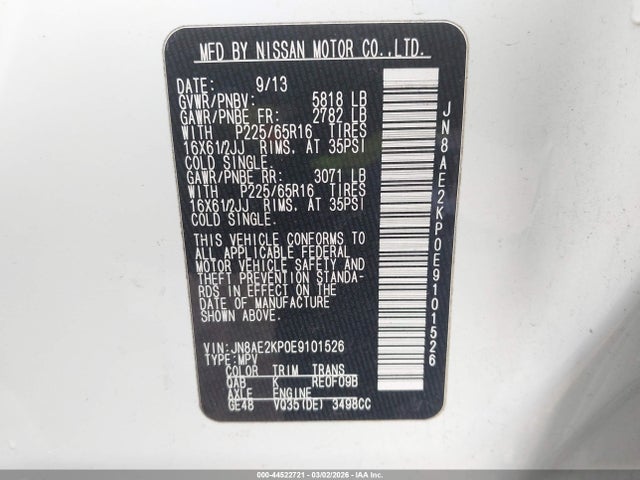 MFD BY NISSAN MOTOR CO.,LTD.
DATE: 9/13
GVWR/PNBV: 5818 LB
GAWR/PNBE FR: 2782 LB
WITH P225/65R16 TIRES
16X61/2JJ RIMS. AT 35PSI
COLD SINGLE.
GAWR/PNBE RR: 3071 LB
WITH P225/65R16 TIRES
16X61/2JJ RIMS. AT 35PSI
COLD SINGLE.
THIS VEHICLE CONFORMS TO
ALL APPLICABLE FEDERAL
MOTOR VEHICLE SAFETY AND
THEFT PREVENTION STANDA-
RDS IN EFFECT ON THE
DATE OF MANUFACTURE
SHOWN ABOVE.
VIN:JN8AE2KP0E9101526
TYPE:MPV
COLOR TRIM TRANS
QAB K RE0F09B
AXLE ENGINE
GE48 VQ35(DE) 3498CC
JN8AE2KP0E9101526
000-44522721 - 03/02/2026 - IAA Inc.